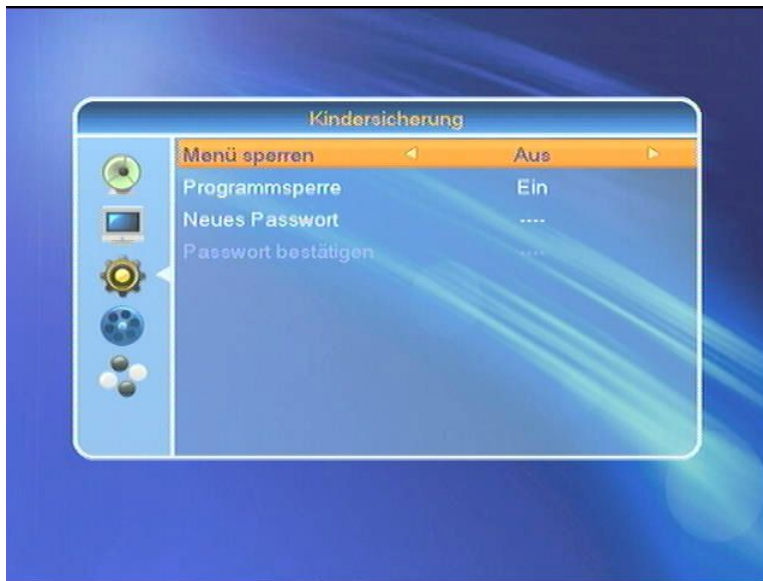 Kindersicherung
Menü sperren Aus
Programmsperre Ein
Neues Passwort ----
Passwort bestätigen ----